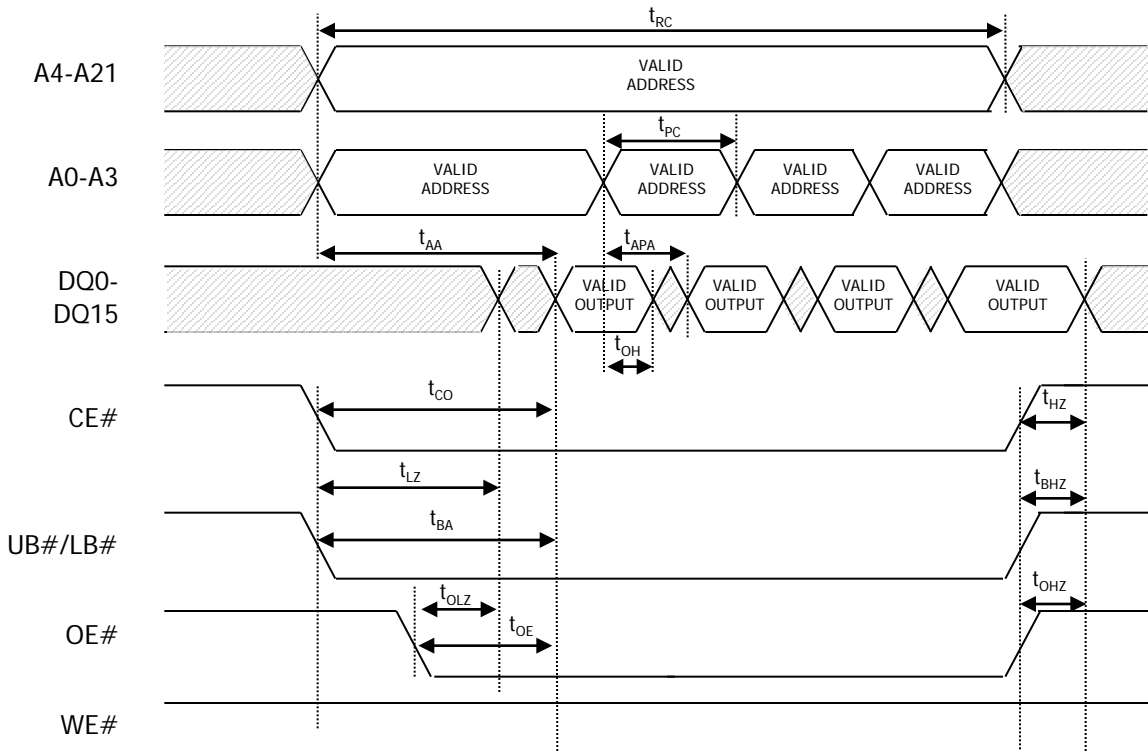 tRC
A4-A21
VALID
ADDRESS
tPC
A0-A3
VALID
ADDRESS
VALID
ADDRESS
VALID
ADDRESS
VALID
ADDRESS
tAA
tAPA
DQ0-
DQ15
VALID
OUTPUT
VALID
OUTPUT
VALID
OUTPUT
VALID
OUTPUT
tOH
CE#
tCO
tHZ
tLZ
tBHZ
UB#/LB#
tBA
tOLZ
tOHZ
OE#
tOE
WE#